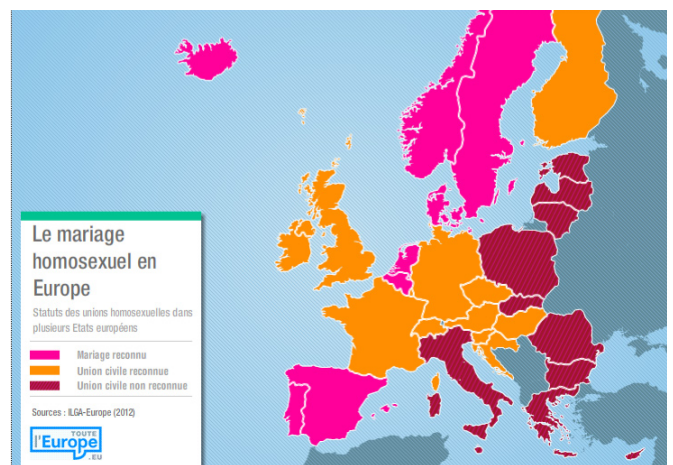 Le mariage
homosexuel en
Europe
Statuts des unions homosexuelles dans
plusieurs Etats européens
Mariage reconnu
Union civile reconnue
Union civile non reconnue
Sources : ILGA-Europe (2012)
TOUTE
l'Europe
.EU